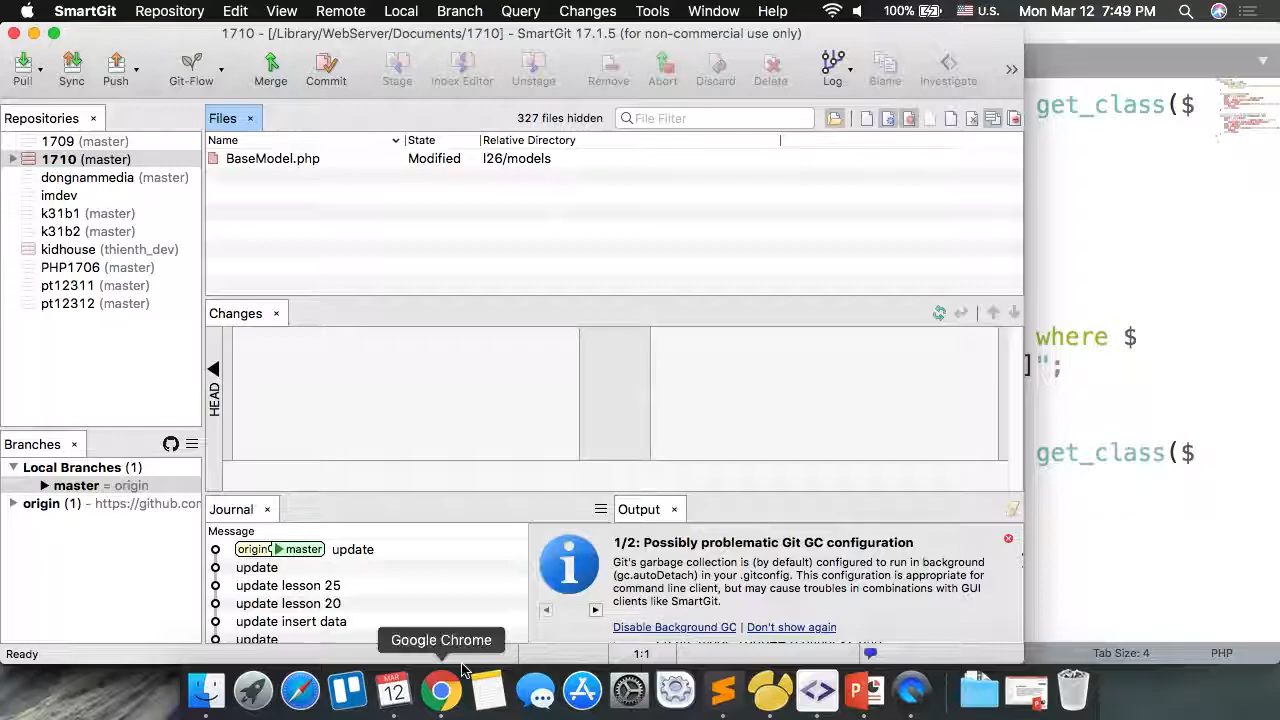 SmartGit Repository Edit View Remote Local Branch Query Changes Tools Window Help 100% U.S. Mon Mar 12 7:49 PM
1710 - [/Library/WebServer/Documents/1710] - SmartGit 17.1.5 (for non-commercial use only)
Pull Sync Push Git-Flow Merge Commit Stage Index Editor Unstage Remove Abort Discard Delete Log Blame Investigate
Repositories
1709 (master)
1710 (master)
dongnammedia (master)
imdev
k31b1 (master)
k31b2 (master)
kidhouse (thienth_dev)
PHP1706 (master)
pt12311 (master)
pt12312 (master)
Files 327 files hidden File Filter
Name State Relative Directory
BaseModel.php Modified l26/models
Changes
HEAD
Branches
Local Branches (1)
master = origin
origin (1) - https://github.com
Journal
Message
origin master update
update
update lesson 25
update lesson 20
update insert data
update
Output
1/2: Possibly problematic Git GC configuration
Git's garbage collection is (by default) configured to run in background
(gc.autoDetach) in your .gitconfig. This configuration is appropriate for
command line client, but may cause troubles in combinations with GUI
clients like SmartGit.
Disable Background GC | Don't show again
Ready 1:1
get_class($
where $
]";
get_class($
Tab Size: 4 PHP
Google Chrome
MAR
12